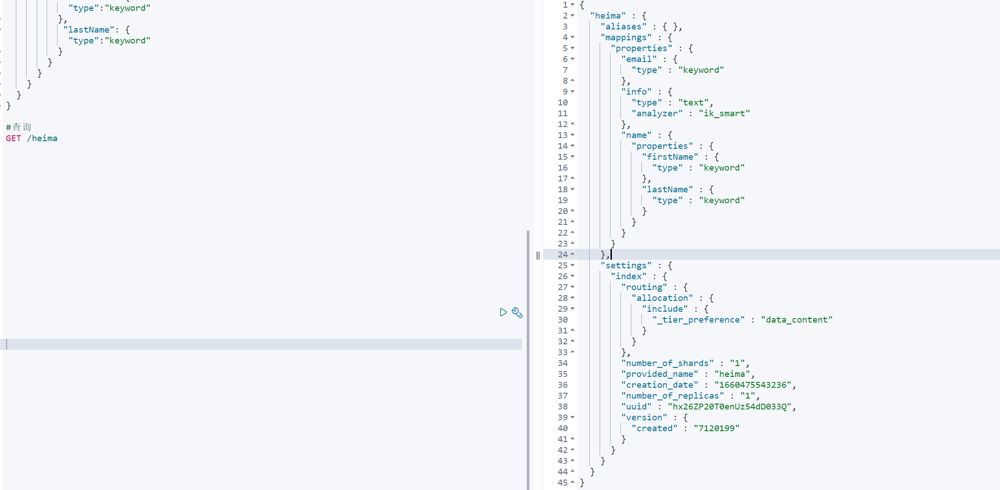 "type":"keyword"
},
"lastName": {
"type":"keyword"
}
}
}
}
}
}
#查询
GET /heima
1 {
2 "heima" : {
3 "aliases" : { },
4 "mappings" : {
5 "properties" : {
6 "email" : {
7 "type" : "keyword"
8 },
9 "info" : {
10 "type" : "text",
11 "analyzer" : "ik_smart"
12 },
13 "name" : {
14 "properties" : {
15 "firstName" : {
16 "type" : "keyword"
17 },
18 "lastName" : {
19 "type" : "keyword"
20 }
21 }
22 }
23 }
24 },
25 "settings" : {
26 "index" : {
27 "routing" : {
28 "allocation" : {
29 "include" : {
30 "_tier_preference" : "data_content"
31 }
32 }
33 },
34 "number_of_shards" : "1",
35 "provided_name" : "heima",
36 "creation_date" : "1660475543236",
37 "number_of_replicas" : "1",
38 "uuid" : "hx26ZP20T0enUz54dD033Q",
39 "version" : {
40 "created" : "7120199"
41 }
42 }
43 }
44 }
45 }